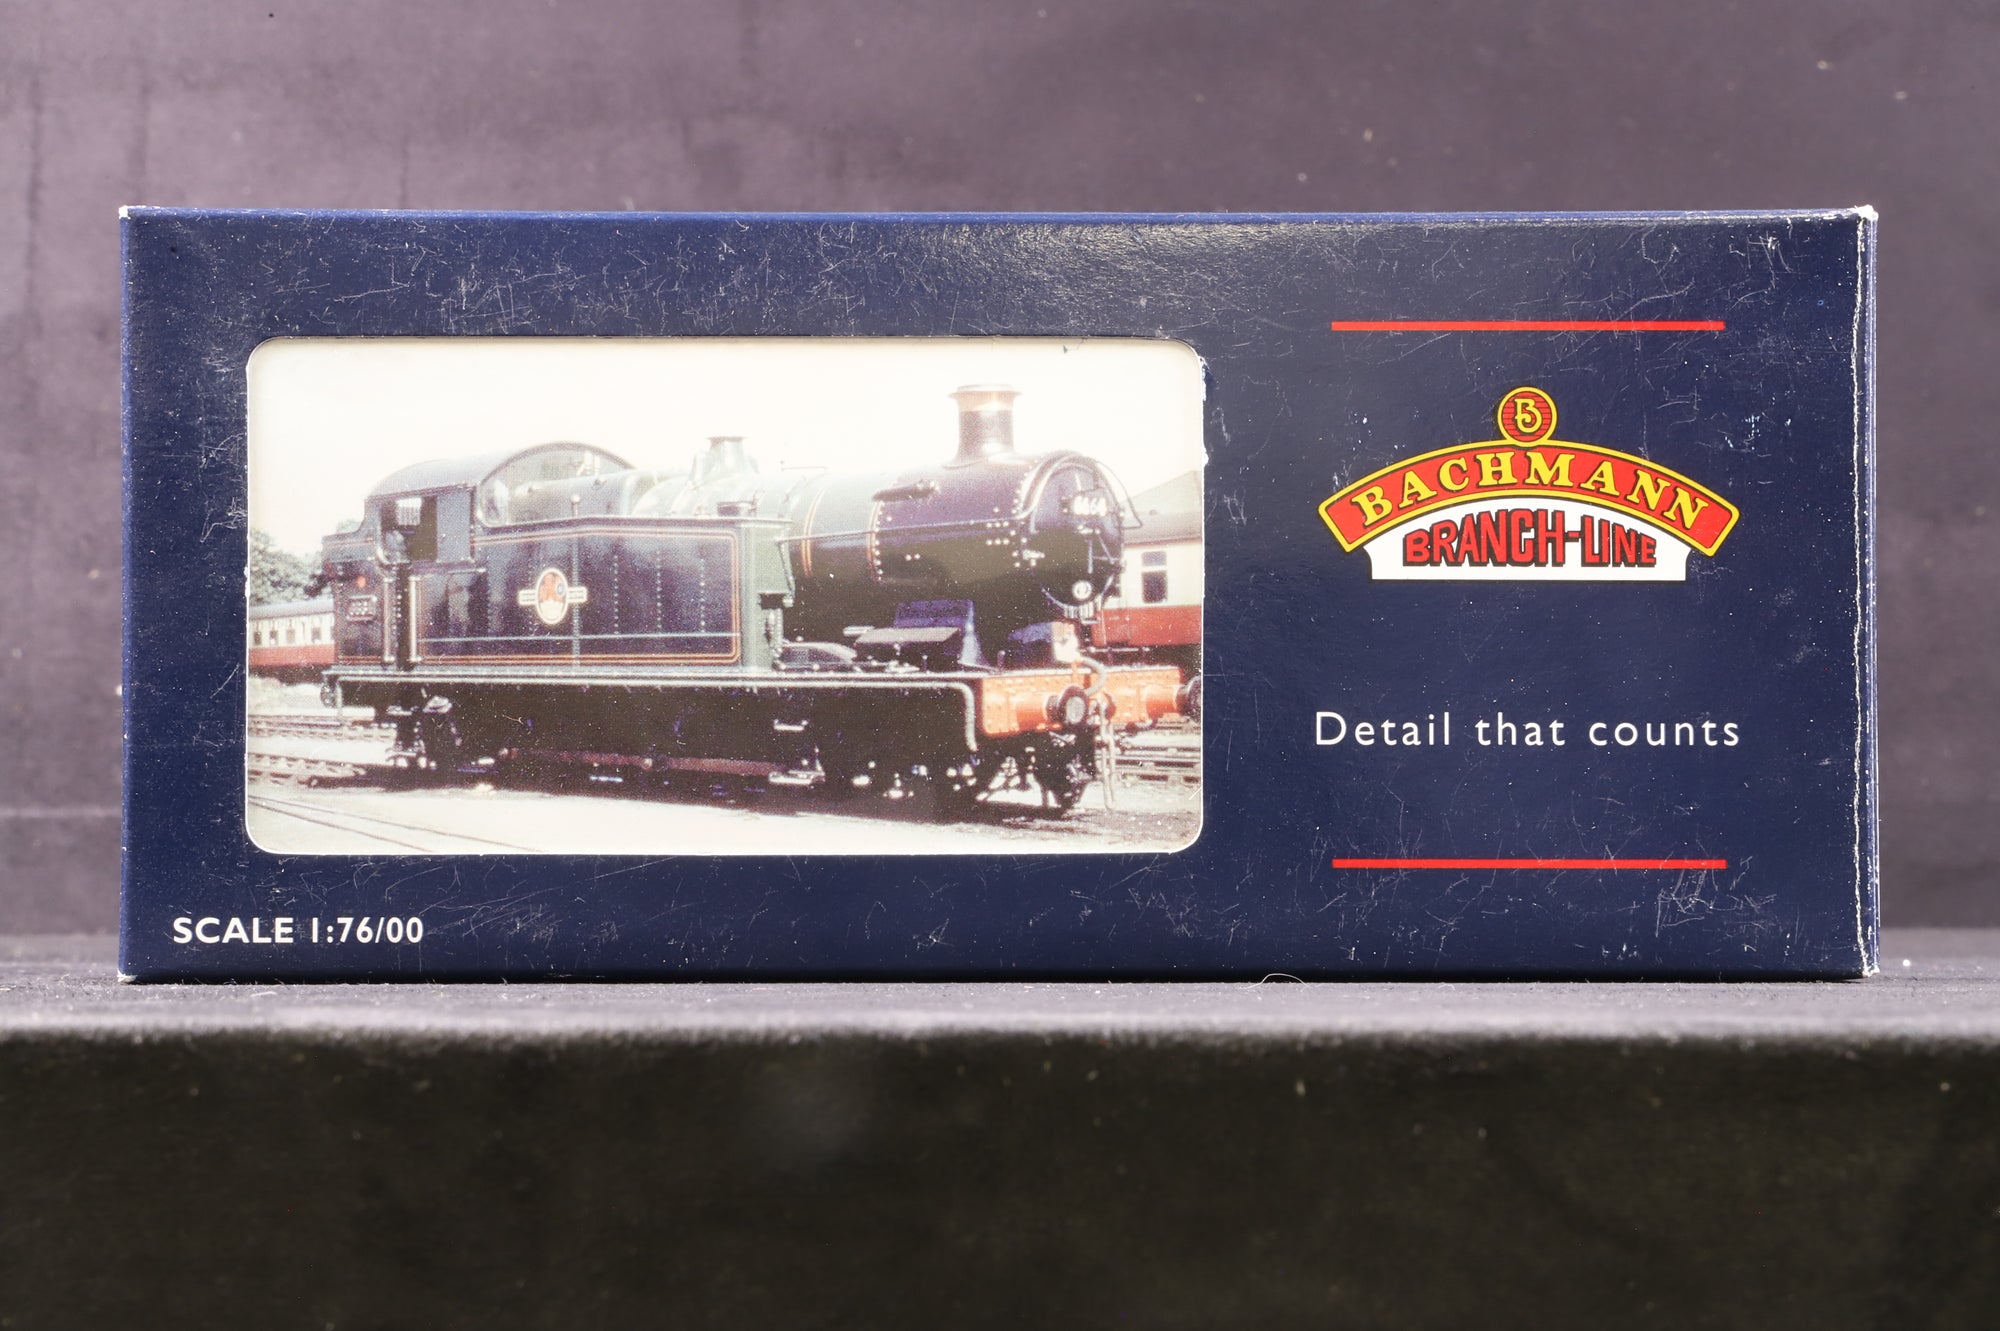 B
BACHMANN
BRANCH-LINE
Detail that counts
SCALE 1:76/00